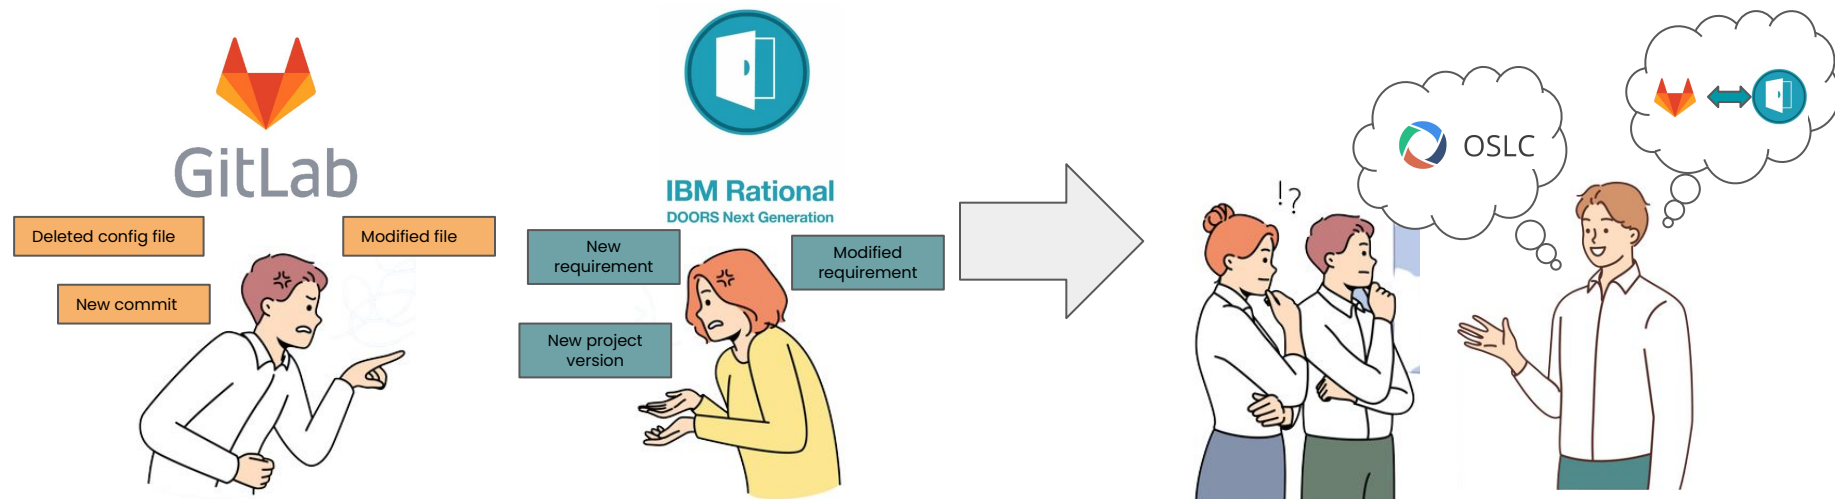 GitLab
Deleted config file
Modified file
New commit
IBM Rational
DOORS Next Generation
New
requirement
Modified
requirement
New project
version
!?
OSLC